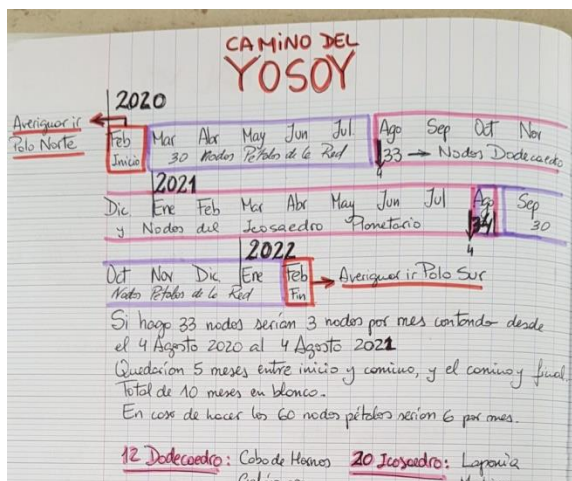 CAMINO DEL
YOSOY
2020
Averiguar ir
Polo Norte
Feb Mar Abr May Jun Jul Ago Sep Oct Nov
Inicio 30 Nodos Pétalos de la Red 33 → Nodos Dodecaedro
4
2021
Dic Ene Feb Mar Abr May Jun Jul Ago Sep
y Nodos del Icosaedro Planetario 34 30
4
2022
Oct Nov Dic Ene Feb → Averiguar ir Polo Sur
Nodos Pétalos de la Red Fin
Si hago 33 nodos serían 3 nodos por mes contando desde
el 4 Agosto 2020 al 4 Agosto 2021
Quedarían 5 meses entre inicio y camino, y el camino y final.
Total de 10 meses en blanco.
En caso de hacer los 60 nodos pétalos serían 6 por mes.
12 Dodecaedro: Cabo de Hornos 20 Icosaedro: Laponia